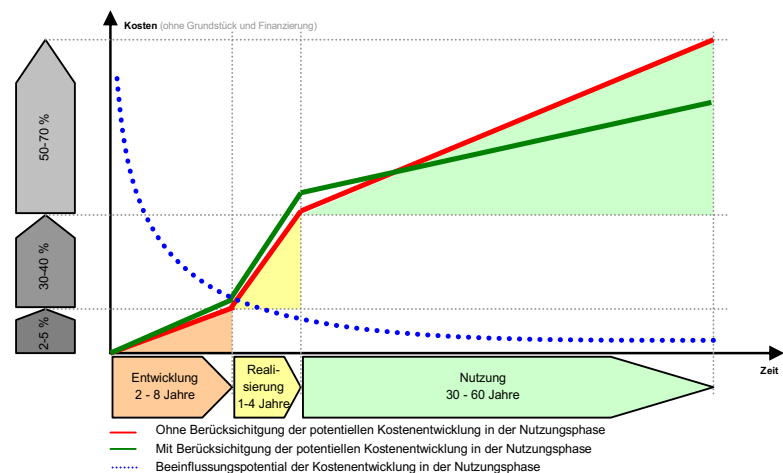 Kosten (ohne Grundstück und Finanzierung)
50-70 %
30-40 %
2-5 %
Zeit
Entwicklung
2 - 8 Jahre
Reali-
sierung
1-4 Jahre
Nutzung
30 - 60 Jahre
Ohne Berücksichitgung der potentiellen Kostenentwicklung in der Nutzungsphase
Mit Berücksichitgung der potentiellen Kostenentwicklung in der Nutzungsphase
Beeinflussungspotential der Kostenentwicklung in der Nutzungsphase